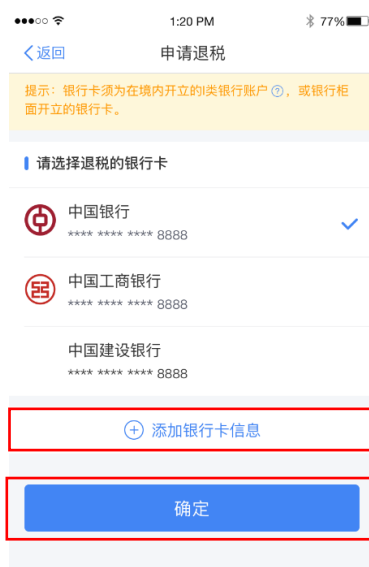 1:20 PM
77%
返回
申请退税
提示：银行卡须为在境内开立的I类银行账户?，或银行柜
面开立的银行卡。
请选择退税的银行卡
中国银行
**** **** **** 8888
中国工商银行
**** **** **** 8888
中国建设银行
**** **** **** 8888
添加银行卡信息
确定